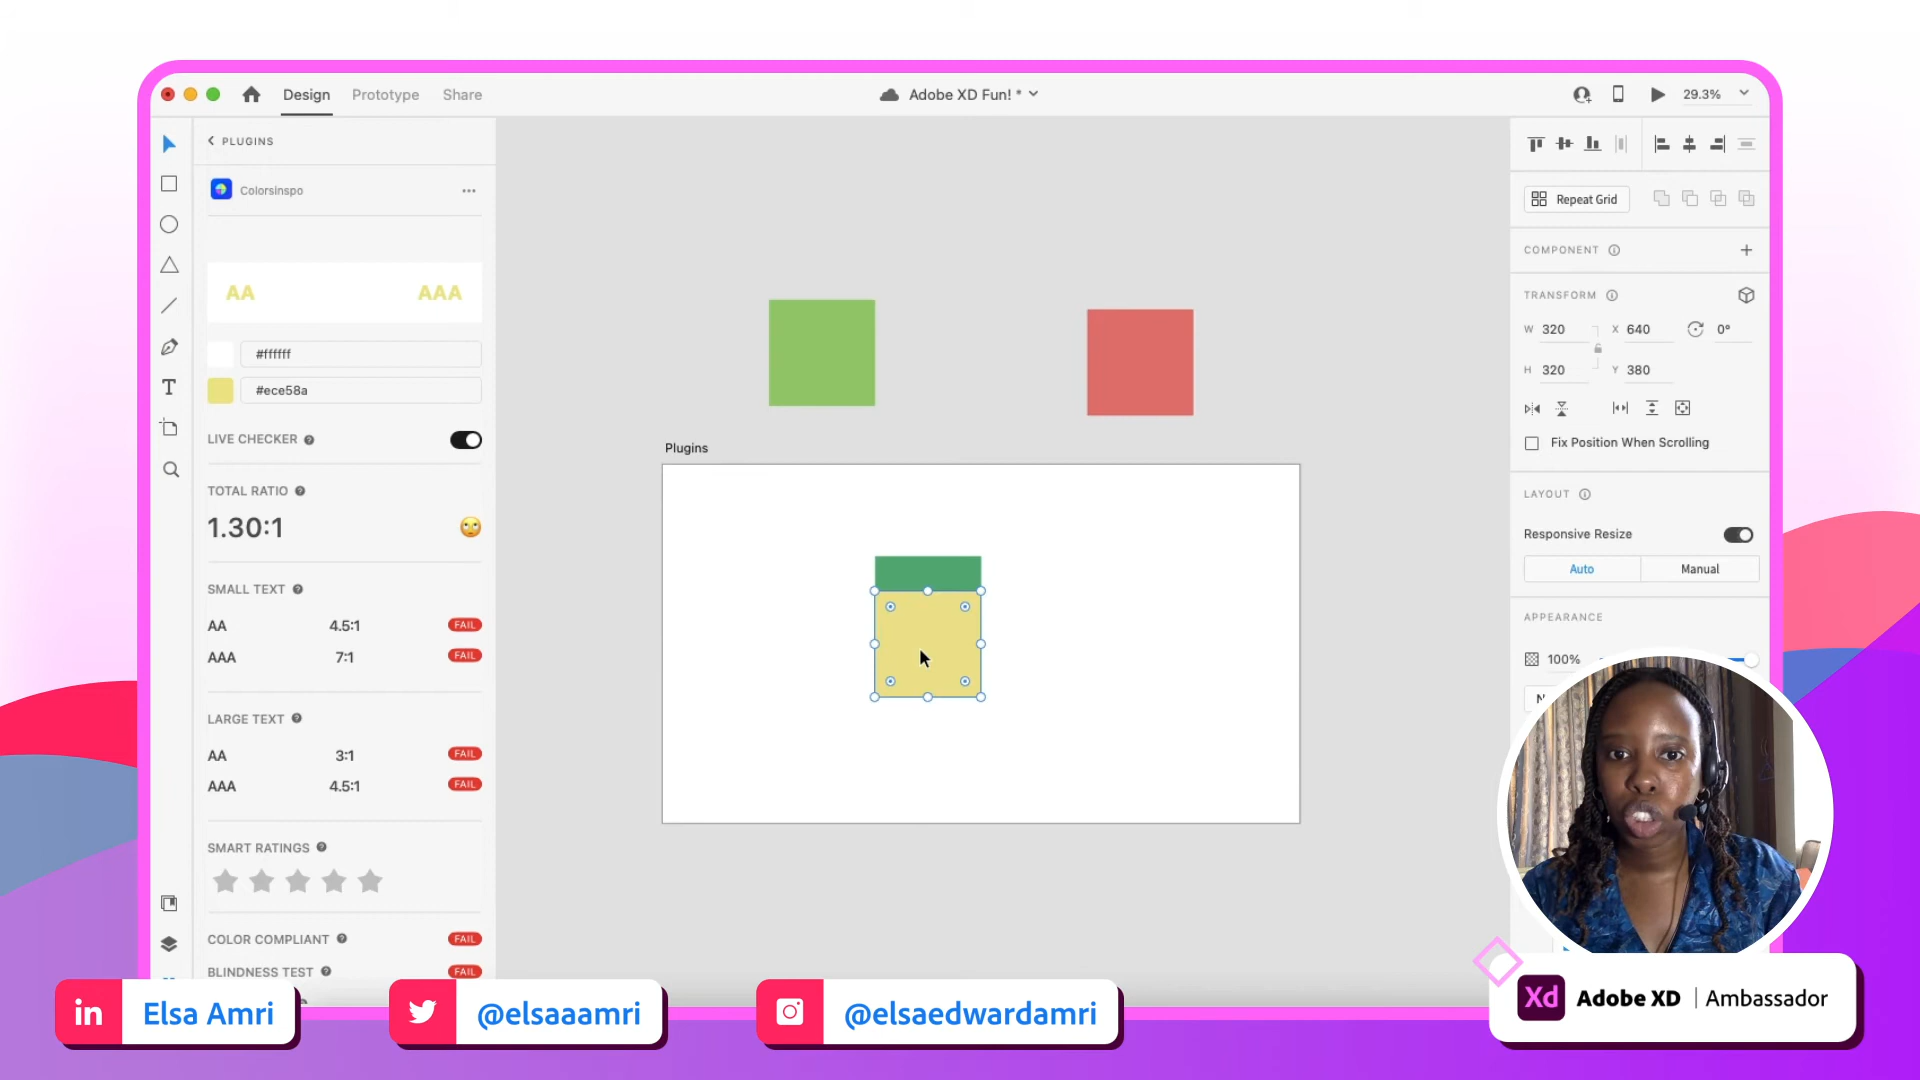 Design Prototype Share
Adobe XD Fun! *
29.3%
PLUGINS
Colorsinspo
...
AA AAA
#ffffff
#ece58a
LIVE CHECKER
TOTAL RATIO
1.30:1
SMALL TEXT
AA 4.5:1 FAIL
AAA 7:1 FAIL
LARGE TEXT
AA 3:1 FAIL
AAA 4.5:1 FAIL
SMART RATINGS
COLOR COMPLIANT FAIL
BLINDNESS TEST FAIL
Plugins
Repeat Grid
COMPONENT
TRANSFORM
W 320 X 640 0°
H 320 Y 380
Fix Position When Scrolling
LAYOUT
Responsive Resize
Auto Manual
APPEARANCE
100%
in Elsa Amri
@elsaaamri
@elsaedwardamri
Xd Adobe XD | Ambassador